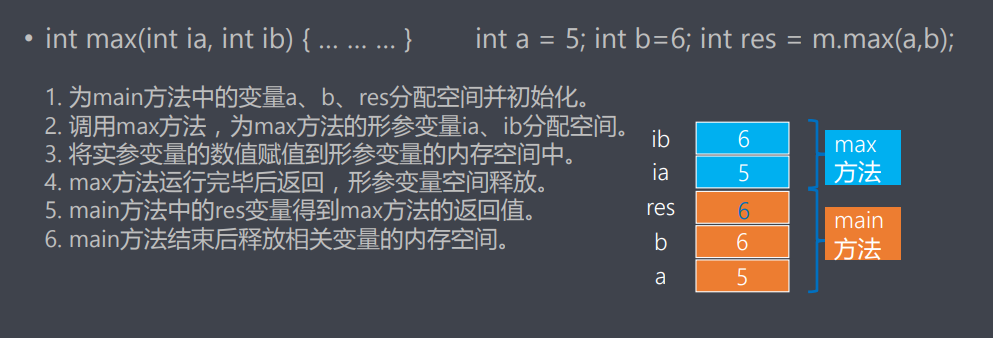 • int max(int ia, int ib) { ... ... ... }    int a = 5; int b=6; int res = m.max(a,b);
1. 为main方法中的变量a、b、res分配空间并初始化。
2. 调用max方法，为max方法的形参变量ia、ib分配空间。
3. 将实参变量的数值赋值到形参变量的内存空间中。
4. max方法运行完毕后返回，形参变量空间释放。
5. main方法中的res变量得到max方法的返回值。
6. main方法结束后释放相关变量的内存空间。
ib 6
ia 5
max
方法
res 6
b 6
a 5
main
方法